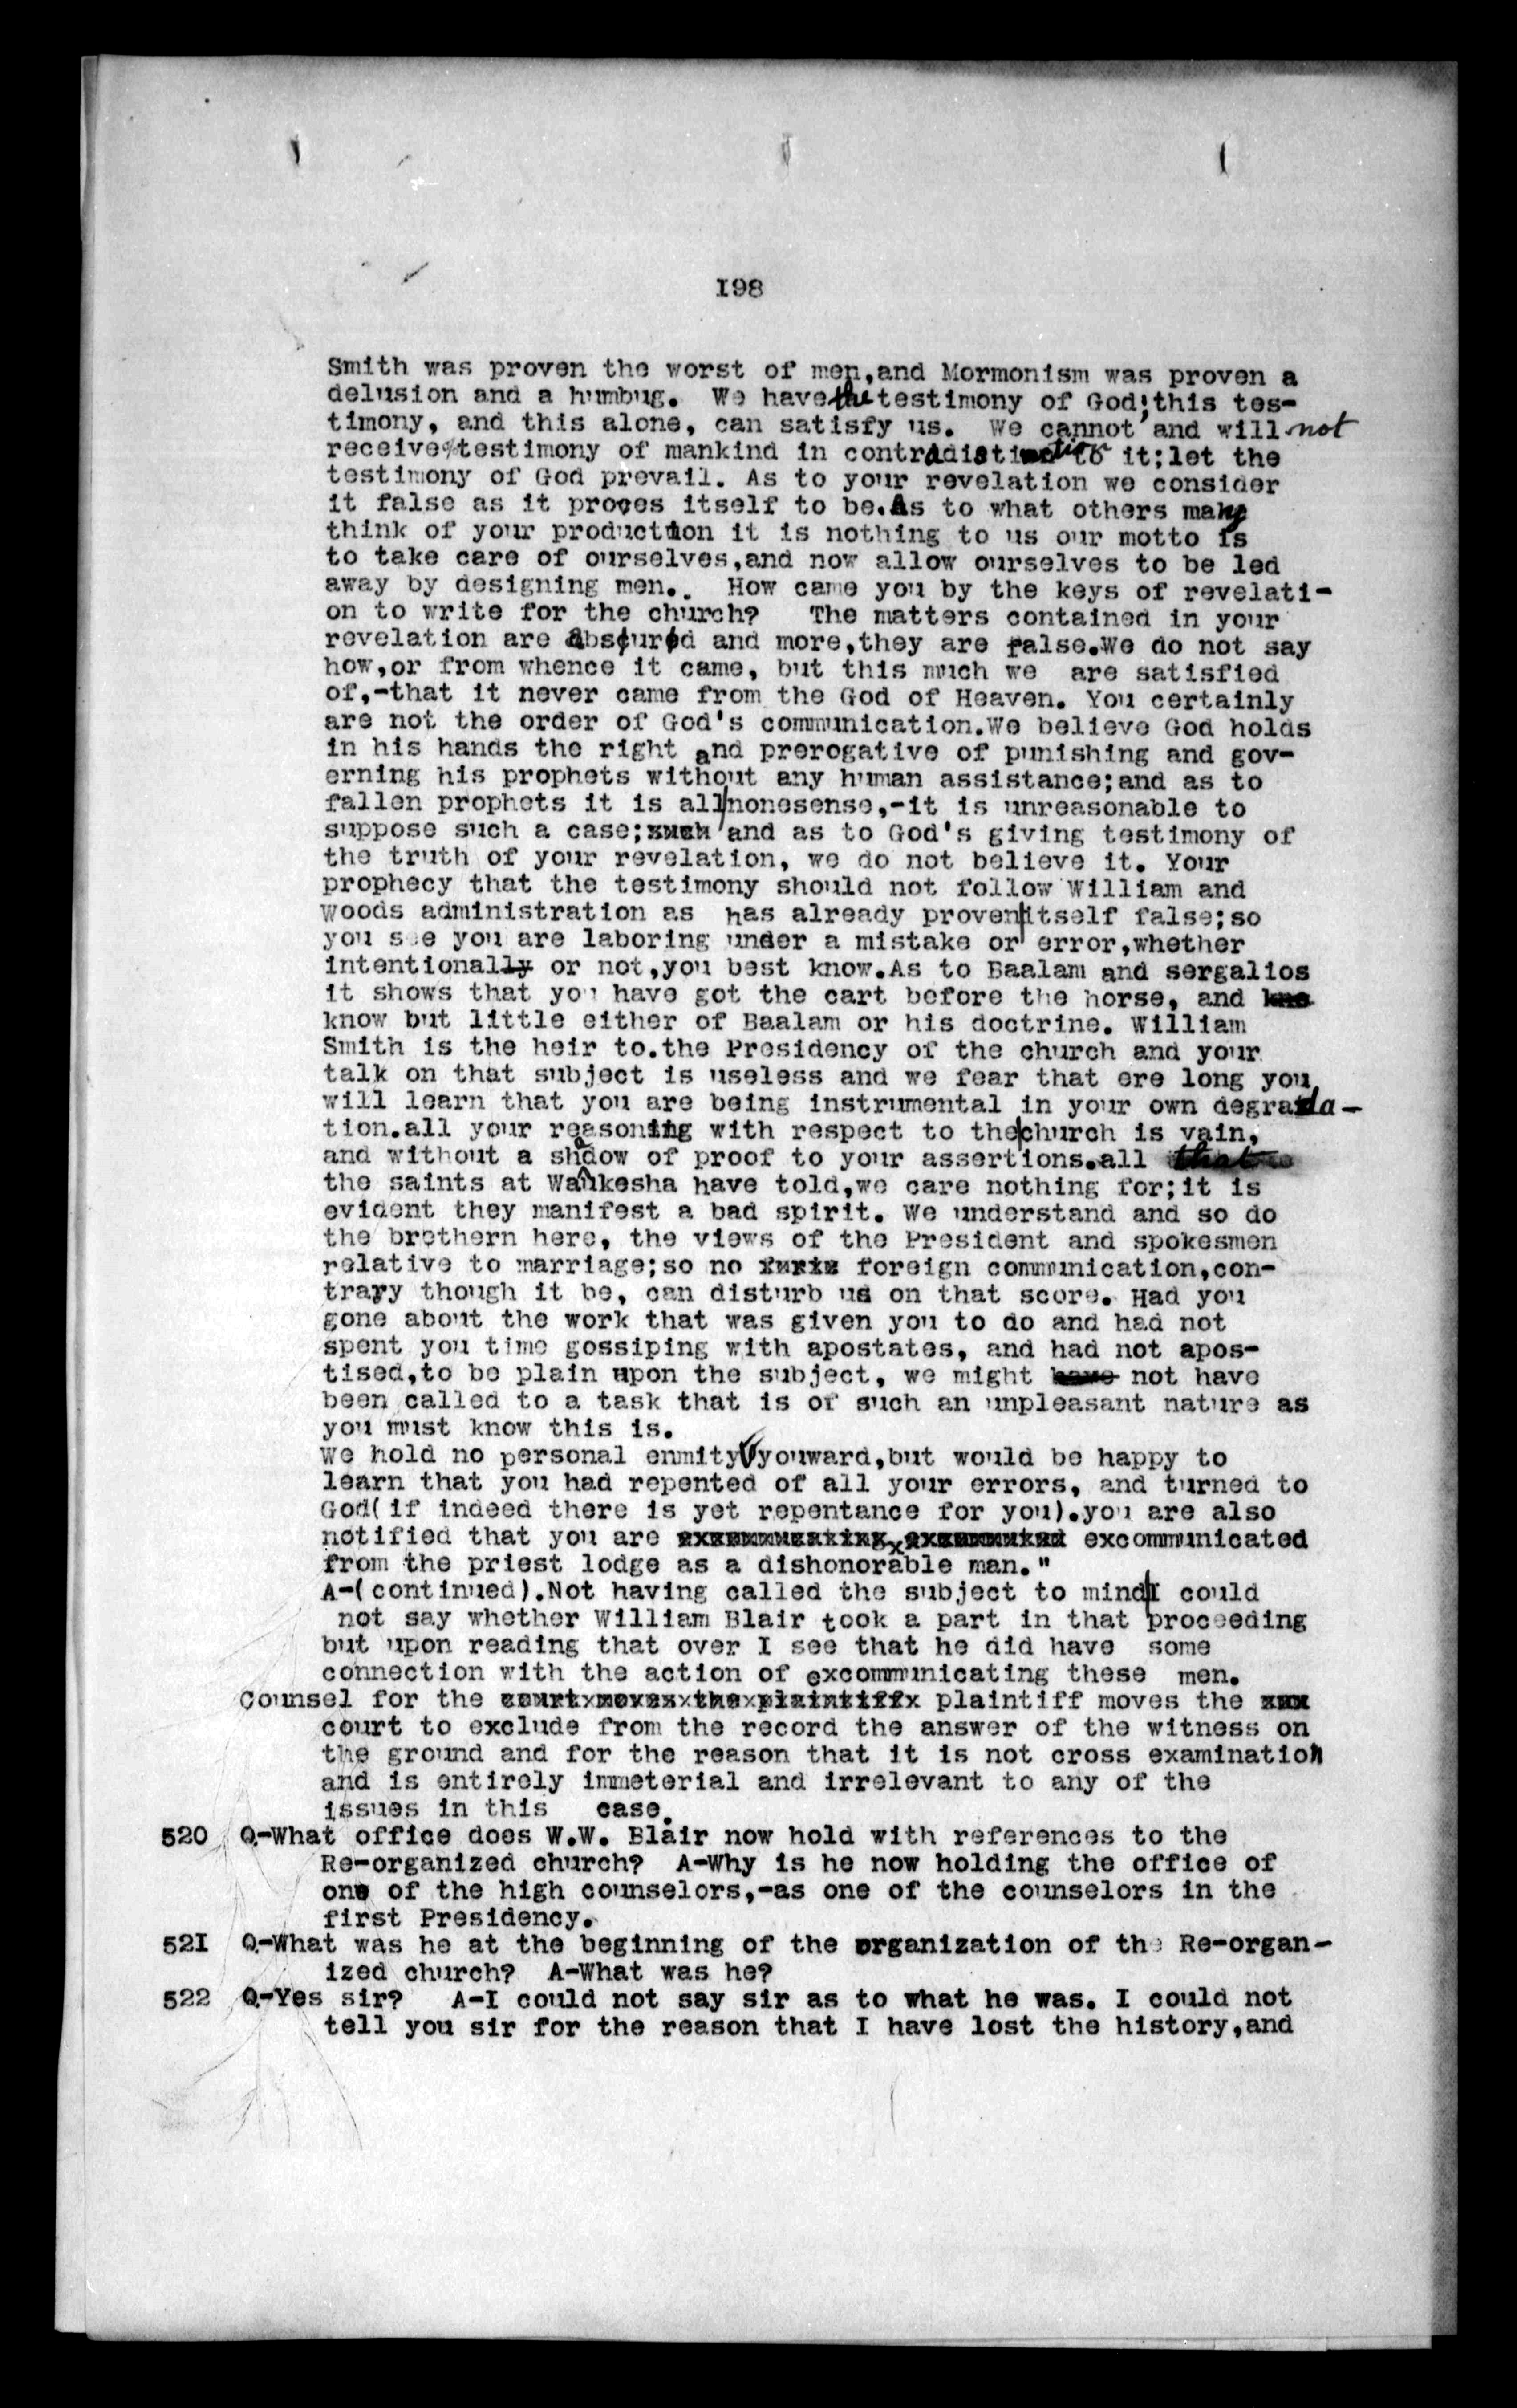 198
Smith was proven the worst of men,and Mormonism was proven a
delusion and a humbug. We have the testimony of God;this tes-
timony, and this alone, can satisfy us. We cannot and will not
receive testimony of mankind in contradistinction to it;let the
testimony of God prevail. As to your revelation we consider
it false as it proves itself to be.As to what others may
think of your production it is nothing to us our motto is
to take care of ourselves,and now allow ourselves to be led
away by designing men.. How came you by the keys of revelati-
on to write for the church? The matters contained in your
revelation are absurd and more,they are false.We do not say
how,or from whence it came, but this much we are satisfied
of,-that it never came from the God of Heaven. You certainly
are not the order of God's communication.We believe God holds
in his hands the right and prerogative of punishing and gov-
erning his prophets without any human assistance;and as to
fallen prophets it is all nonesense,-it is unreasonable to
suppose such a case; and as to God's giving testimony of
the truth of your revelation, we do not believe it. Your
prophecy that the testimony should not follow William and
Woods administration as has already proven itself false;so
you see you are laboring under a mistake or error,whether
intentional or not,you best know.As to Baalam and sergalios
it shows that you have got the cart before the horse, and
know but little either of Baalam or his doctrine. William
Smith is the heir to.the Presidency of the church and your
talk on that subject is useless and we fear that ere long you
will learn that you are being instrumental in your own degrada-
tion.all your reasoning with respect to the church is vain,
and without a shadow of proof to your assertions.all that
the saints at Waukesha have told,we care nothing for;it is
evident they manifest a bad spirit. We understand and so do
the brethern here, the views of the President and spokesmen
relative to marriage;so no foreign communication,con-
trary though it be, can disturb us on that score. Had you
gone about the work that was given you to do and had not
spent you time gossiping with apostates, and had not apos-
tised,to be plain upon the subject, we might not have
been called to a task that is of such an unpleasant nature as
you must know this is.
We hold no personal enmity youward,but would be happy to
learn that you had repented of all your errors, and turned to
God(if indeed there is yet repentance for you).you are also
notified that you are excommunicated
from the priest lodge as a dishonorable man."
A-(continued).Not having called the subject to mind I could
not say whether William Blair took a part in that proceeding
but upon reading that over I see that he did have some
connection with the action of excommunicating these men.
Counsel for the plaintiff moves the
court to exclude from the record the answer of the witness on
the ground and for the reason that it is not cross examination
and is entirely immeterial and irrelevant to any of the
issues in this case.
520 Q-What office does W.W. Blair now hold with references to the
Re-organized church? A-Why is he now holding the office of
one of the high counselors,-as one of the counselors in the
first Presidency.
521 Q-What was he at the beginning of the organization of the Re-organ-
ized church? A-What was he?
522 Q-Yes sir? A-I could not say sir as to what he was. I could not
tell you sir for the reason that I have lost the history,and